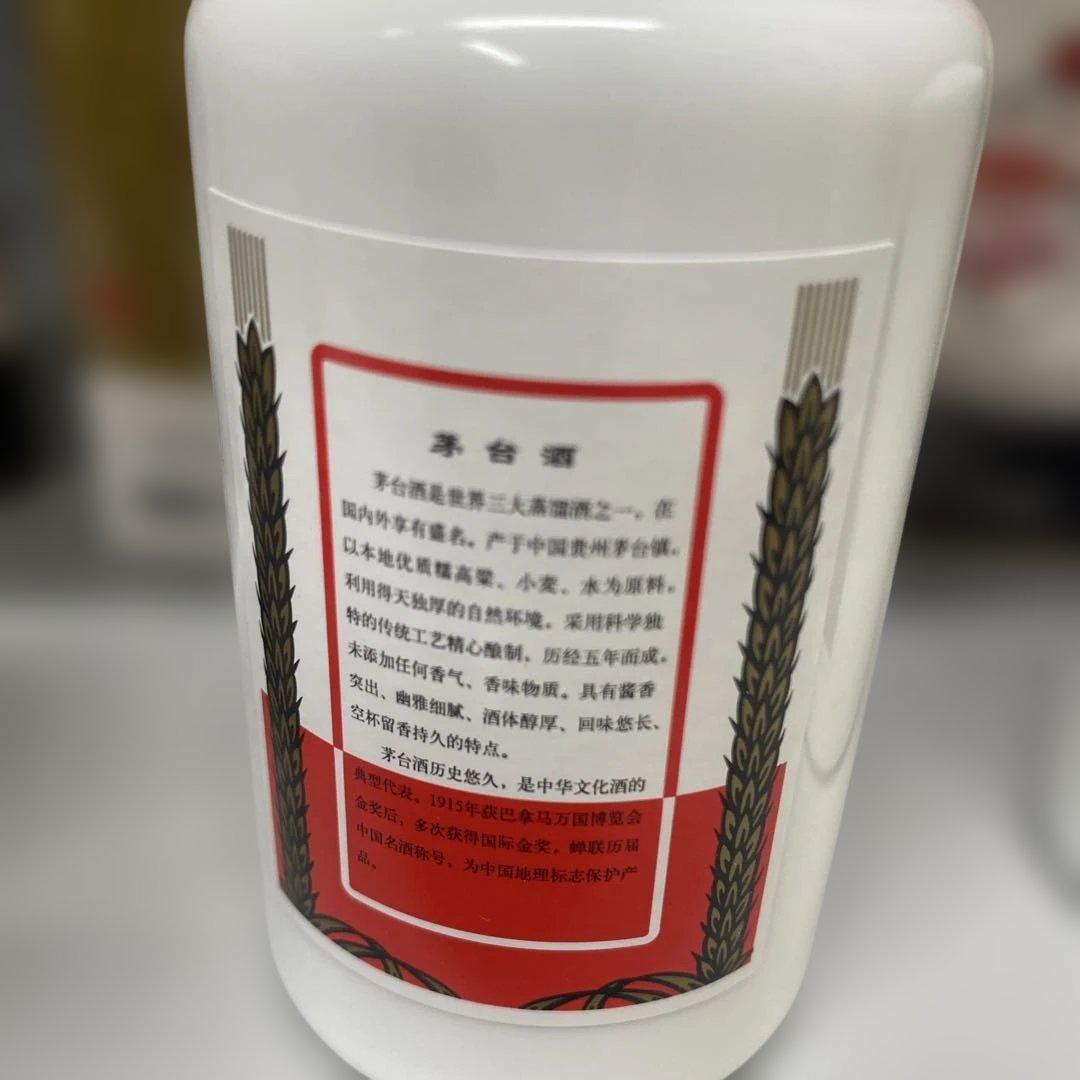 茅台酒
茅台酒是世界三大蒸馏酒之一，在
国内外享有盛名。产于中国贵州茅台镇，
以本地优质糯高粱、小麦、水为原料，
利用得天独厚的自然环境，采用科学独
特的传统工艺精心酿制，历经五年而成，
未添加任何香气、香味物质。具有酱香
突出、幽雅细腻、酒体醇厚、回味悠长、
空杯留香持久的特点。
茅台酒历史悠久，是中华文化酒的
典型代表。1915年获巴拿马万国博览会
金奖后，多次获得国际金奖，蝉联历届
中国名酒称号，为中国地理标志保护产
品。